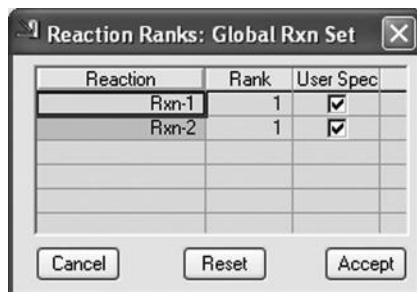 Reaction Ranks: Global Rxn Set
Reaction Rank User Spec
Rxn-1 1
Rxn-2 1
Cancel Reset Accept